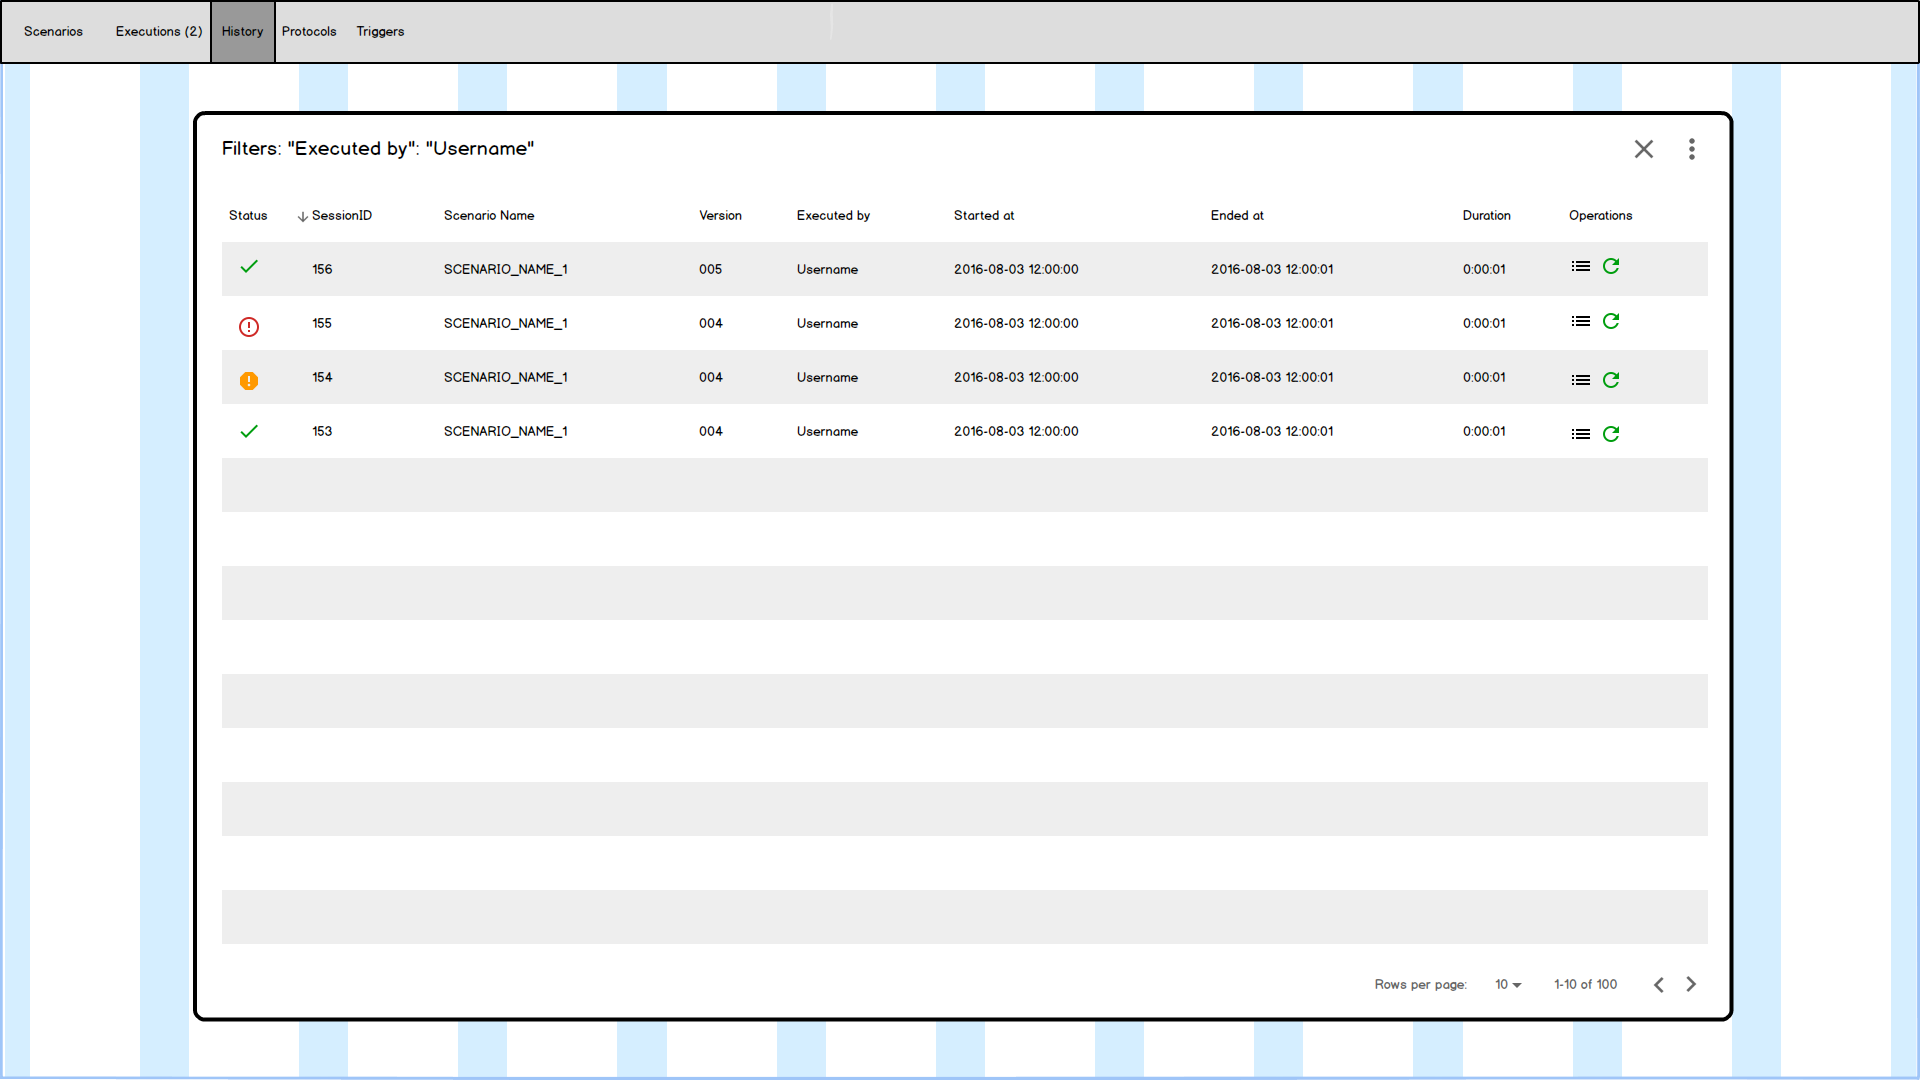 Scenarios Executions (2) History Protocols Triggers
Filters: "Executed by": "Username"
Status SessionID Scenario Name Version Executed by Started at Ended at Duration Operations
156 SCENARIO_NAME_1 005 Username 2016-08-03 12:00:00 2016-08-03 12:00:01 0:00:01
155 SCENARIO_NAME_1 004 Username 2016-08-03 12:00:00 2016-08-03 12:00:01 0:00:01
154 SCENARIO_NAME_1 004 Username 2016-08-03 12:00:00 2016-08-03 12:00:01 0:00:01
153 SCENARIO_NAME_1 004 Username 2016-08-03 12:00:00 2016-08-03 12:00:01 0:00:01
Rows per page: 10 1-10 of 100